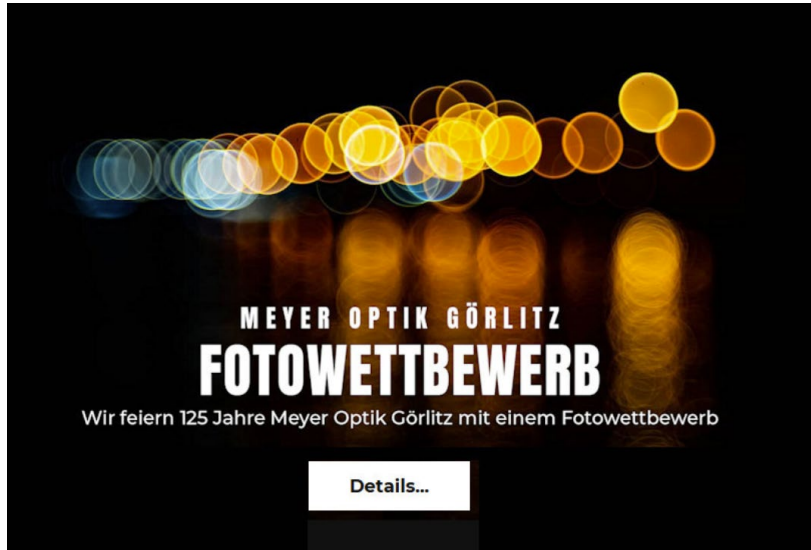 MEYER OPTIK GÖRLITZ
FOTOWETTBEWERB
Wir feiern 125 Jahre Meyer Optik Görlitz mit einem Fotowettbewerb
Details...